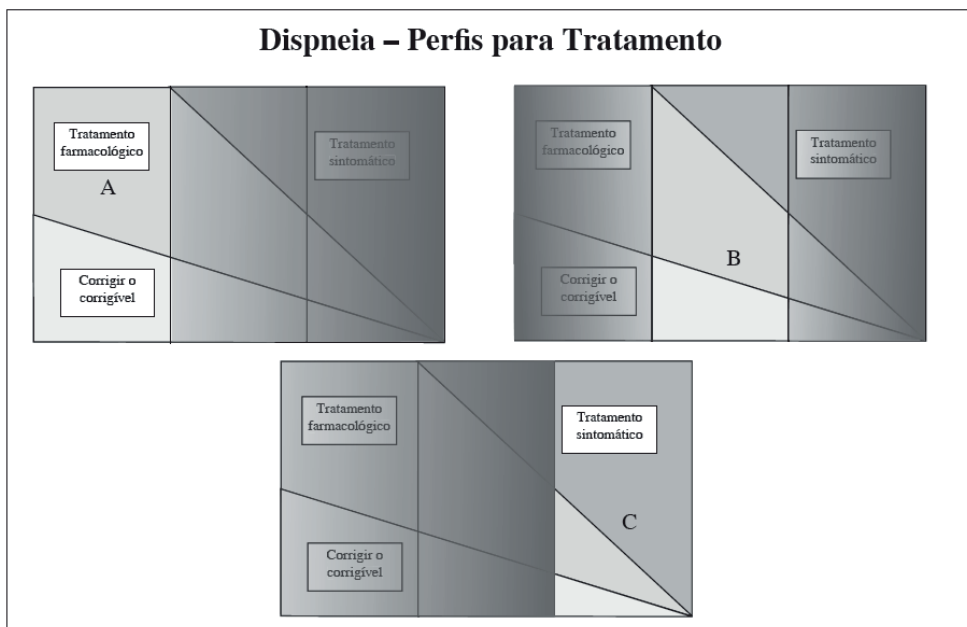 Dispneia – Perfis para Tratamento
Tratamento
farmacológico
A
Tratamento
sintomático
Corrigir o
corrigível
Tratamento
farmacológico
Tratamento
sintomático
B
Corrigir o
corrigível
Tratamento
farmacológico
Tratamento
sintomático
C
Corrigir o
corrigível